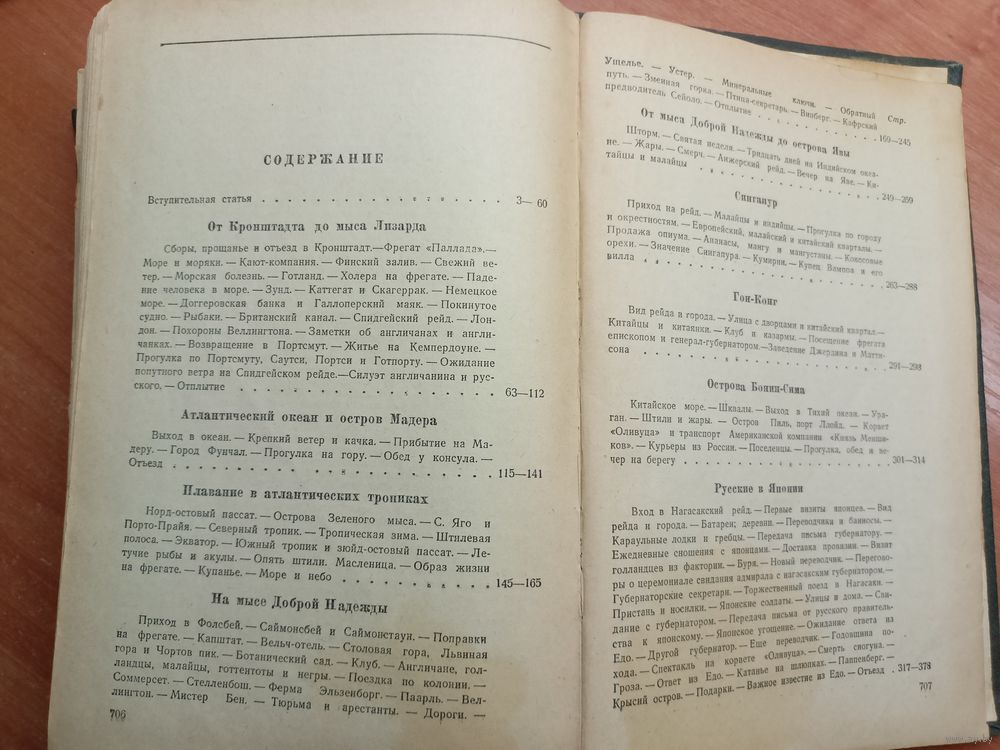 СОДЕРЖАНИЕ
Вступительная статья . . . . . . . . . . . . . . 3— 60
От Кронштадта до мыса Лизарда
Сборы, прощанье и отъезд в Кронштадт.—Фрегат «Паллада».—
Море и моряки. — Кают-компания. — Финский залив. — Свежий ве-
тер. — Морская болезнь. — Готланд. — Холера на фрегате. — Паде-
ние человека в море. — Зунд. — Каттегат и Скагеррак. — Немецкое
море. — Доггеровская банка и Галлоперский маяк. — Покинутое
судно. — Рыбаки. — Британский канал. — Спидгейский рейд. — Лон-
дон. — Похороны Веллингтона. — Заметки об англичанах и англи-
чанках. — Возвращение в Портсмут. — Житье на Кемпердоуне. —
Прогулка по Портсмуту, Саутси, Портси и Готпорту. — Ожидание
попутного ветра на Спидгейском рейде.—Силуэт англичанина и рус-
ского. — Отплытие . . . . . . . . . . . . . . 63—112
Атлантический океан и остров Мадера
Выход в океан. — Крепкий ветер и качка. — Прибытие на Ма-
деру. — Город Фунчал. — Прогулка на гору. — Обед у консула. —
Отъезд . . . . . . . . . . . . . . . . . 115—141
Плавание в атлантических тропиках
Норд-остовый пассат. — Острова Зеленого мыса. — С. Яго и
Порто-Прайя. — Северный тропик. — Тропическая зима. — Штилевая
полоса. — Экватор. — Южный тропик и зюйд-остовый пассат. — Ле-
тучие рыбы и акулы. — Опять штили. Масленица. — Образ жизни
на фрегате. — Купанье. — Море и небо . . . . . . . . 145—165
На мысе Доброй Надежды
Приход в Фолсбей. — Саймонсбей и Саймонстаун. — Поправки
на фрегате. — Капштат. — Вельч-отель. — Столовая гора, Львиная
гора и Чортов пик. — Ботанический сад. — Клуб. — Англичане, гол-
ландцы, малайцы, готтентоты и негры. — Поездка по колонии. —
Соммерсет. — Стелленбош. — Ферма Эльзенборг. — Паарль. — Вел-
лингтон. — Мистер Бен. — Тюрьма и арестанты. — Дороги. —
706
Ущелье. — Устер. — Минеральные ключи. — Обратный Стр.
путь. — Змеиная горка. — Птица-секретарь. — Винберг. — Кафрский
предводитель Сейоло. — Отплытие . . . . . . . . . . 169—245
От мыса Доброй Надежды до острова Явы
Шторм. — Святая неделя. — Тридцать дней на Индийском океа-
не. — Жары. — Смерч. — Анжерский рейд. — Вечер на Яве. — Ки-
тайцы и малайцы . . . . . . . . . . . . 249—259
Сингапур
Приход на рейд. — Малайцы и индийцы. — Прогулка по городу
и окрестностям. — Европейский, малайский и китайский кварталы. —
Продажа опиума. — Ананасы, мангу и мангустаны. — Кокосовые
орехи. — Значение Сингапура. — Кумирни. — Купец Вампоа и его
вилла . . . . . . . . . . . . . . . 263—288
Гон-Конг
Вид рейда и города. — Улица с дворцами и китайский квартал.—
Китайцы и китаянки. — Клуб и казармы. — Посещение фрегата
епископом и генерал-губернатором.—Заведение Джердина и Матти-
сона . . . . . . . . . . . . . . . 291—298
Острова Бонин-Сима
Китайское море. — Шквалы. — Выход в Тихий океан. — Ура-
ган. — Штили и жары. — Остров Пиль, порт Ллойд. — Корвет
«Оливуца» и транспорт Американской компании «Князь Менши-
ков». — Курьеры из России. — Поселенцы. — Прогулка, обед и ве-
чер на берегу . . . . . . . . . . . . . 301—314
Русские в Японии
Вход в Нагасакский рейд. — Первые визиты японцев. — Вид
рейда и города. — Батареи; деревни. — Переводчики и баниосы. —
Караульные лодки и гребцы. — Передача письма губернатору. —
Ежедневные сношения с японцами. — Доставка провизии. — Визит
голландцев из фактории. — Буря. — Новый переводчик. — Перегово-
ры о церемониале свидания адмирала с нагасакским губернатором. —
Губернаторские секретари. — Торжественный поезд в Нагасаки. —
Пристань и носилки. — Японские солдаты. — Улицы и дома. — Сви-
дание с губернатором. — Передача письма от русского правитель-
ства к японскому. — Японское угощение. — Ожидание ответа из
Едо. — Другой губернатор. — Еще переводчик. — Годовщина по-
хода. — Спектакль на корвете «Оливуца». — Смерть сиогуна. —
Гроза. — Ответ из Едо. — Катанье на шлюпках. — Паппенберг. —
Крысий остров. — Подарки. — Важное известие из Едо. — Отъезд . 317—378
707